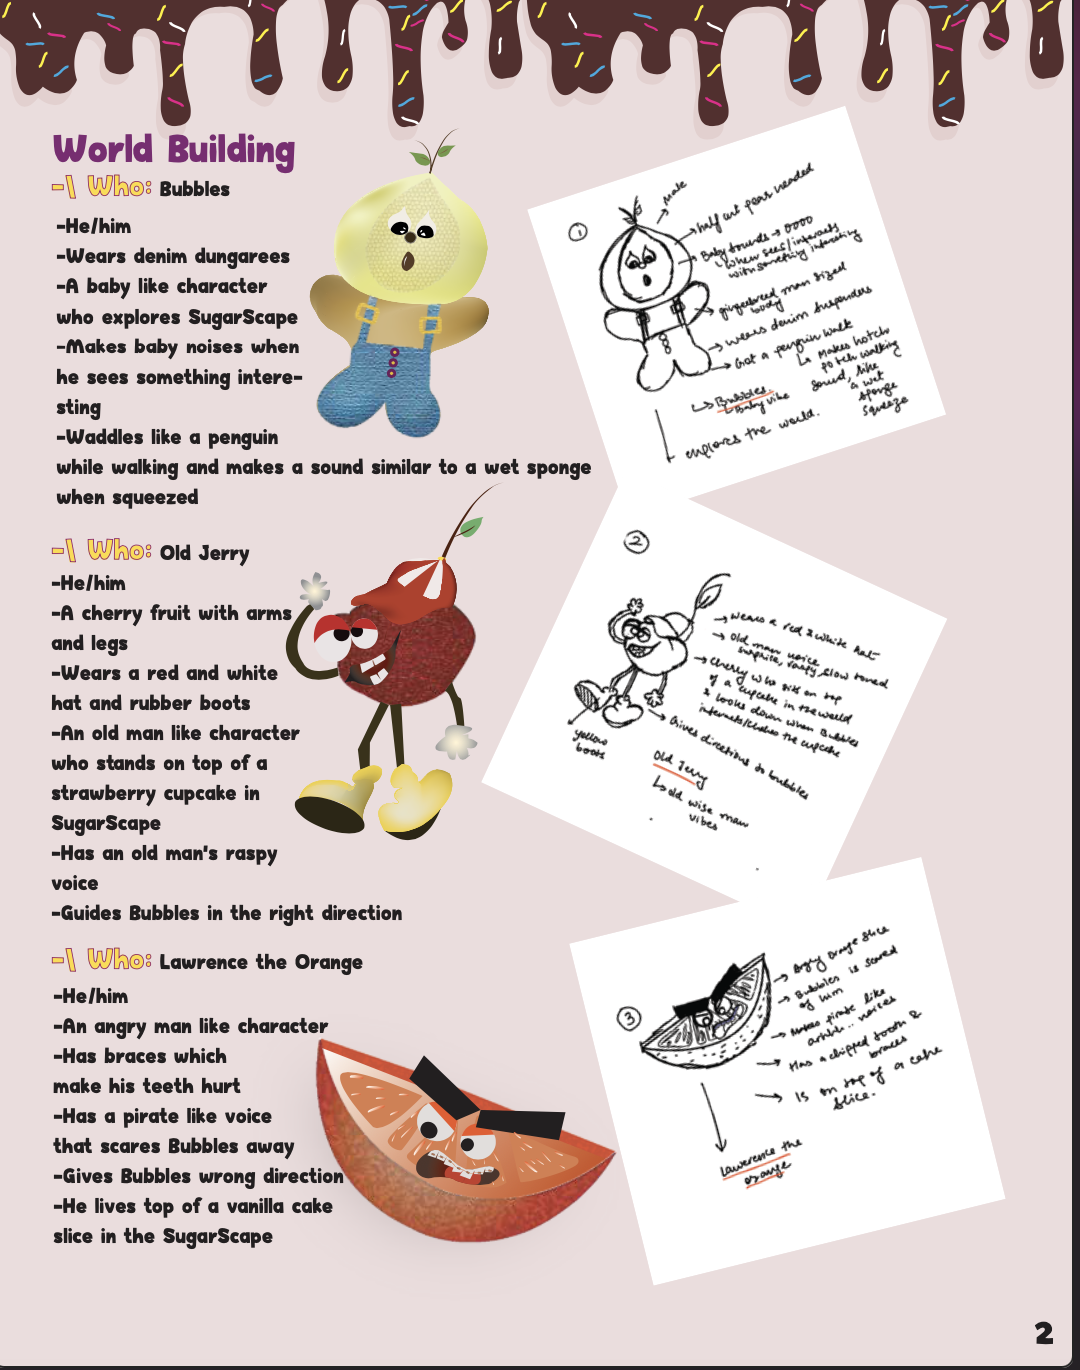 World Building
-\ Who: Bubbles
-He/him
-Wears denim dungarees
-A baby like character
who explores SugarScape
-Makes baby noises when
he sees something intere-
sting
-Waddles like a penguin
while walking and makes a sound similar to a wet sponge
when squeezed
-\ Who: Old Jerry
-He/him
-A cherry fruit with arms
and legs
-Wears a red and white
hat and rubber boots
-An old man like character
who stands on top of a
strawberry cupcake in
SugarScape
-Has an old man's raspy
voice
-Guides Bubbles in the right direction
-\ Who: Lawrence the Orange
-He/him
-An angry man like character
-Has braces which
make his teeth hurt
-Has a pirate like voice
that scares Bubbles away
-Gives Bubbles wrong direction
-He lives top of a vanilla cake
slice in the SugarScape
1
male
half cut pear headed
Baby sounds → oooo
when sees/interacts
with something interesting
gingerbread man sized
body
wears denim suspenders
Got a penguin walk
Makes
walking
sound, like
a wet
sponge
squeeze
Bubbles
Baby vibe
explores the world.
2
wears a red & white hat
old man voice
surprise, raspy, slow toned
cherry who sits on top
of a cupcake in the world
& looks down when Bubbles
the cupcake
Gives directions to bubbles
yellow
boots
Old Jerry
old wise man
vibes
3
Angry orange slice
Bubbles is scared
of him
Makes pirate like
noises
Has a chipped tooth &
braces
Is on top of a cake
slice.
Lawrence the
orange
2